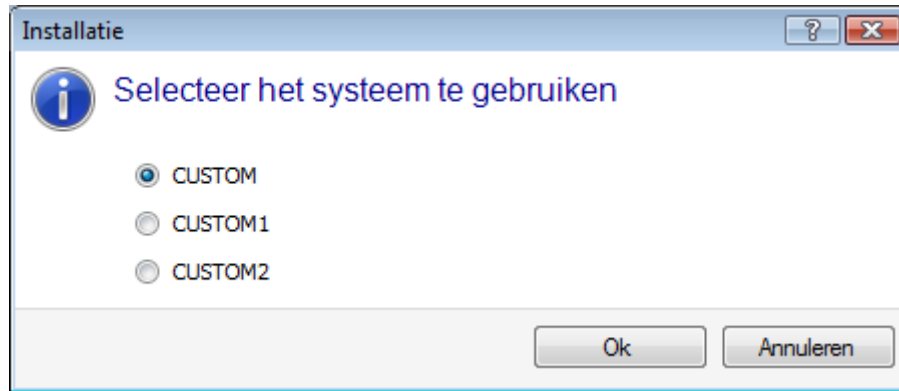 Installatie
Selecteer het systeem te gebruiken
CUSTOM
CUSTOM1
CUSTOM2
Ok Annuleren